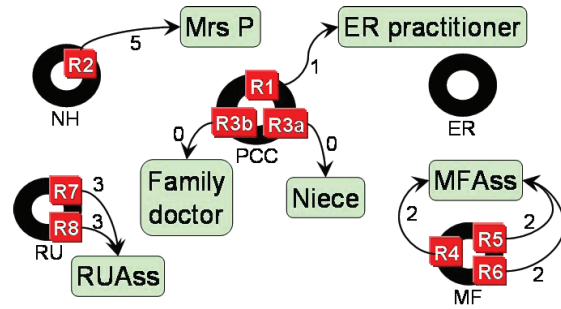 Mrs P
ER practitioner
5
R2
NH
1
R1
R3b
R3a
PCC
ER
0
0
Family
doctor
Niece
MFAss
R7
3
R8
3
RU
RUAss
2
R4
R5
2
R6
2
MF